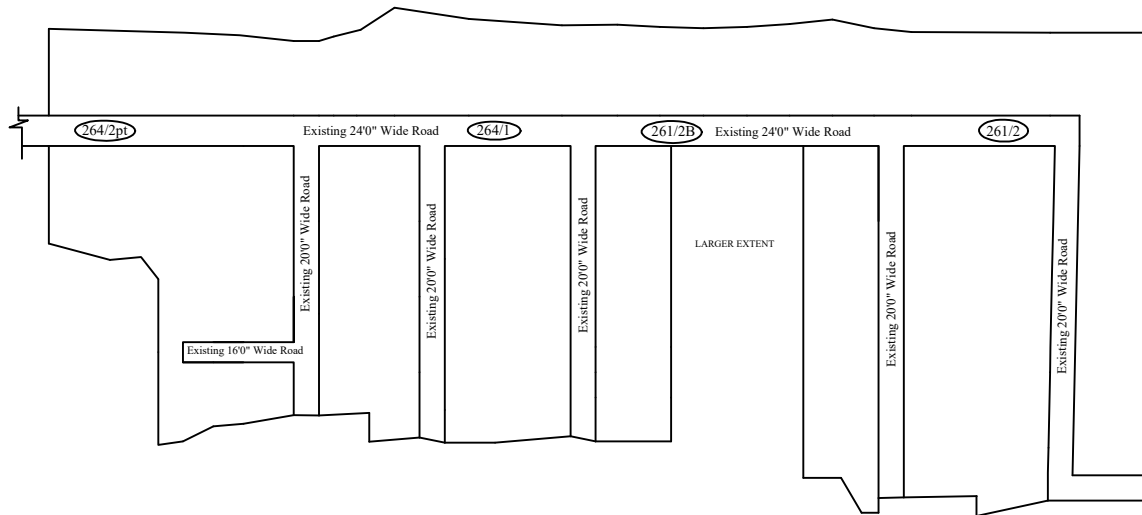 264/2pt
Existing 24'0" Wide Road
264/1
261/2B
Existing 24'0" Wide Road
261/2
Existing 20'0" Wide Road
Existing 20'0" Wide Road
Existing 20'0" Wide Road
LARGER EXTENT
Existing 20'0" Wide Road
Existing 20'0" Wide Road
Existing 16'0" Wide Road